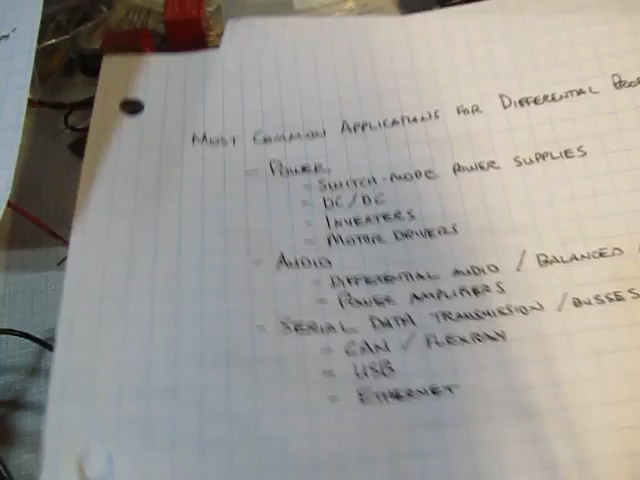 MOST COMMON APPLICATIONS FOR DIFFERENTIAL
- POWER
- SWITCH-MODE POWER SUPPLIES
- DC/DC
- INVERTERS
- MOTOR DRIVERS
- AUDIO
- DIFFERENTIAL AUDIO / BALANCED
- POWER AMPLIFIERS
- SERIAL DATA TRANSMISSION / BUSSES
- CAN / FLEXRAY
- USB
- ETHERNET